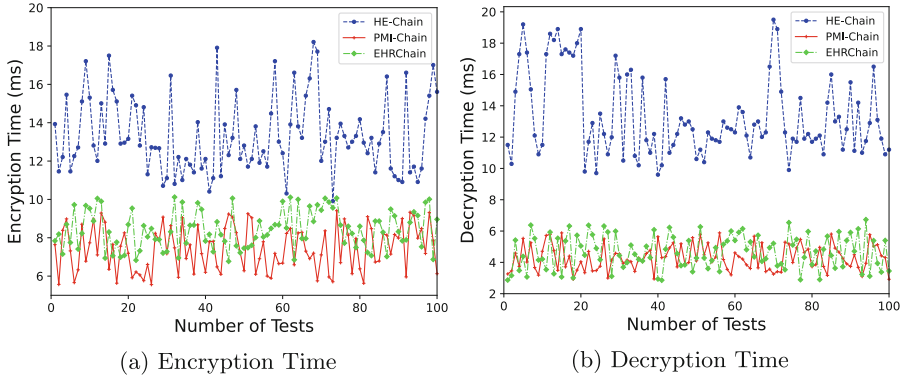 HE-Chain
PMI-Chain
EHRChain
Encryption Time (ms)
20
18
16
14
12
10
8
6
0
20
40
60
80
100
Number of Tests
(a) Encryption Time
HE-Chain
PMI-Chain
EHRChain
Decryption Time (ms)
20
18
16
14
12
10
8
6
4
2
0
20
40
60
80
100
Number of Tests
(b) Decryption Time